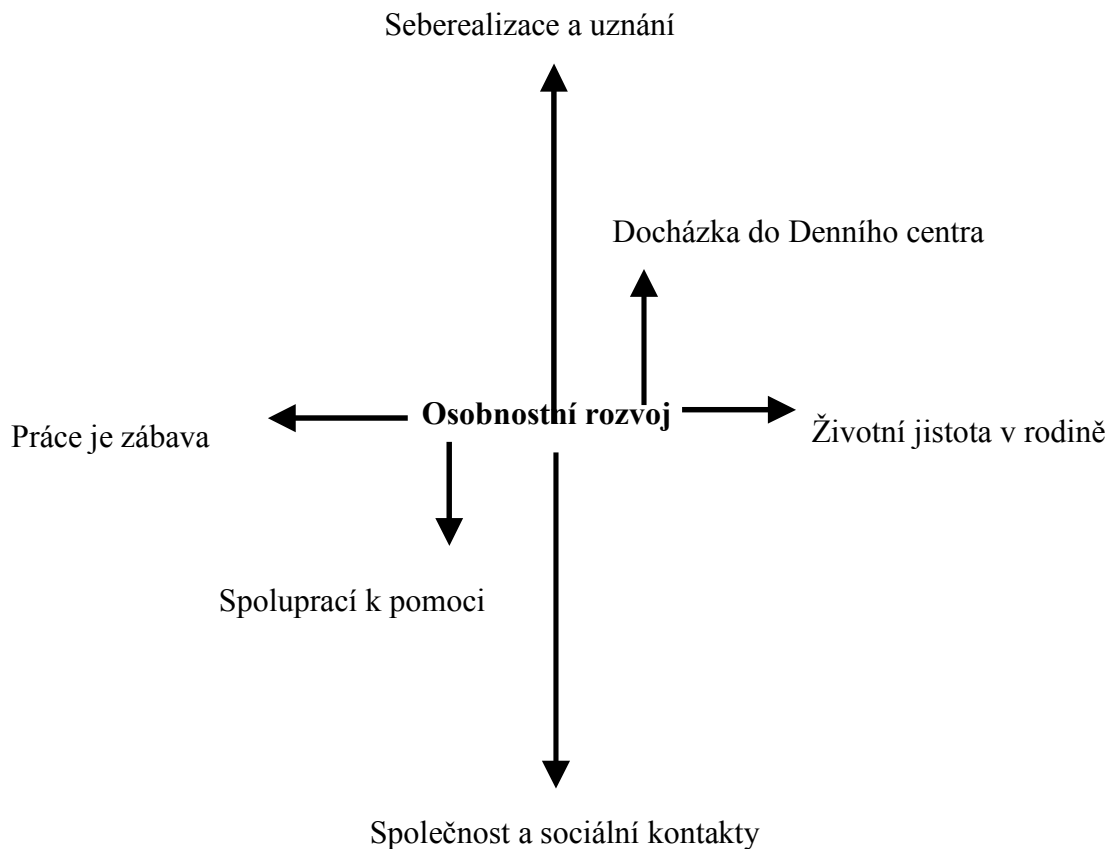 Seberealizace a uznání
Docházka do Denního centra
Osobnostní rozvoj
Práce je zábava
Životní jistota v rodině
Spoluprací k pomoci
Společnost a sociální kontakty